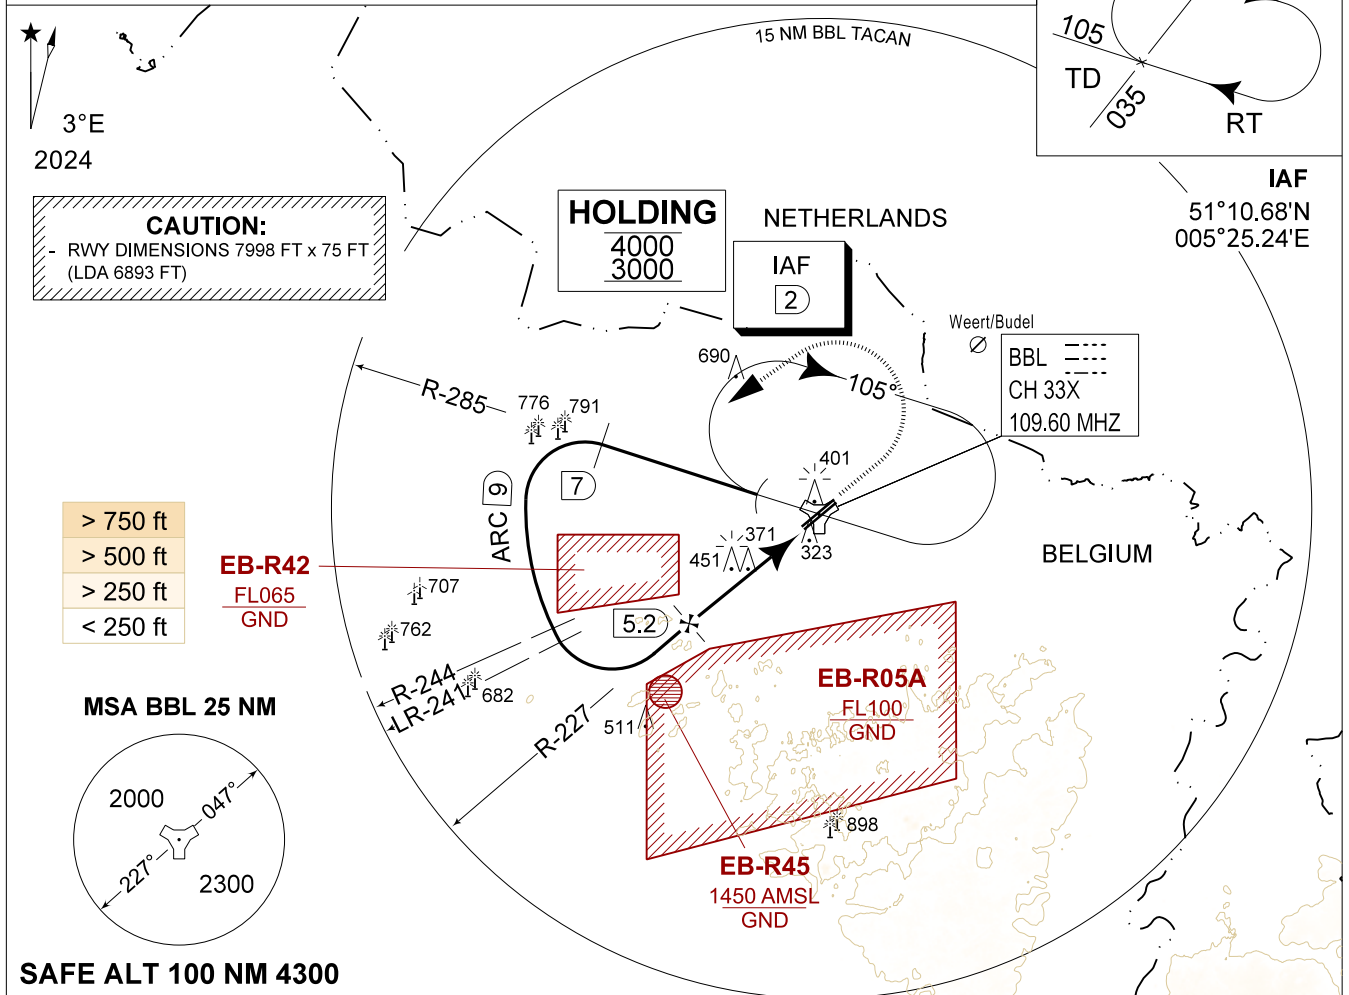 15 NM BBL TACAN
105
TD
035
RT
3°E
2024
IAF
51°10.68'N
005°25.24'E
CAUTION:
- RWY DIMENSIONS 7998 FT x 75 FT
(LDA 6893 FT)
HOLDING
4000
3000
NETHERLANDS
IAF
2
Weert/Budel
BBL
CH 33X
109.60 MHZ
690
105°
R-285
776
791
401
ARC 9
7
> 750 ft
> 500 ft
> 250 ft
< 250 ft
EB-R42
FL065
GND
451
371
323
BELGIUM
707
762
5.2
R-244
LR-241
682
R-227
511
EB-R05A
FL100
GND
MSA BBL 25 NM
2000
047°
227°
2300
898
EB-R45
1450 AMSL
GND
SAFE ALT 100 NM 4300